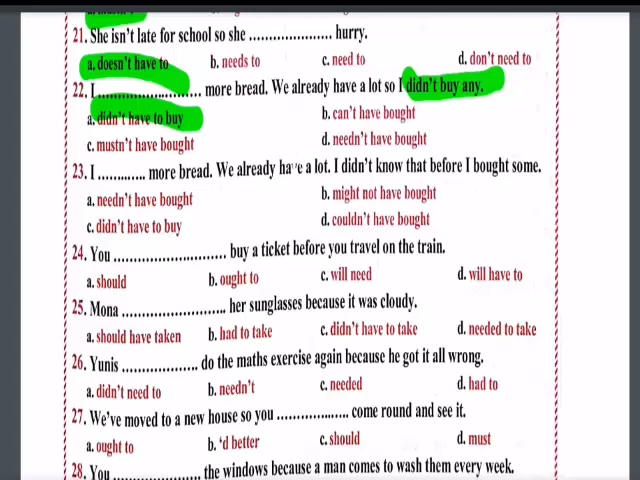 21. She isn't late for school so she ..................... hurry.
a. doesn't have to b. needs to c. need to d. don't need to
22. I.......................... more bread. We already have a lot so I didn't buy any.
a. didn't have to buy b. can't have bought
c. mustn't have bought d. needn't have bought
23. I ............ more bread. We already have a lot. I didn't know that before I bought some.
a. needn't have bought b. might not have bought
c. didn't have to buy d. couldn't have bought
24. You ............................ buy a ticket before you travel on the train.
a. should b. ought to c. will need d. will have to
25. Mona .......................... her sunglasses because it was cloudy.
a. should have taken b. had to take c. didn't have to take d. needed to take
26. Yunis ................... do the maths exercise again because he got it all wrong.
a. didn't need to b. needn't c. needed d. had to
27. We've moved to a new house so you .................. come round and see it.
a. ought to b. 'd better c. should d. must
28. You ...................... the windows because a man comes to wash them every week.